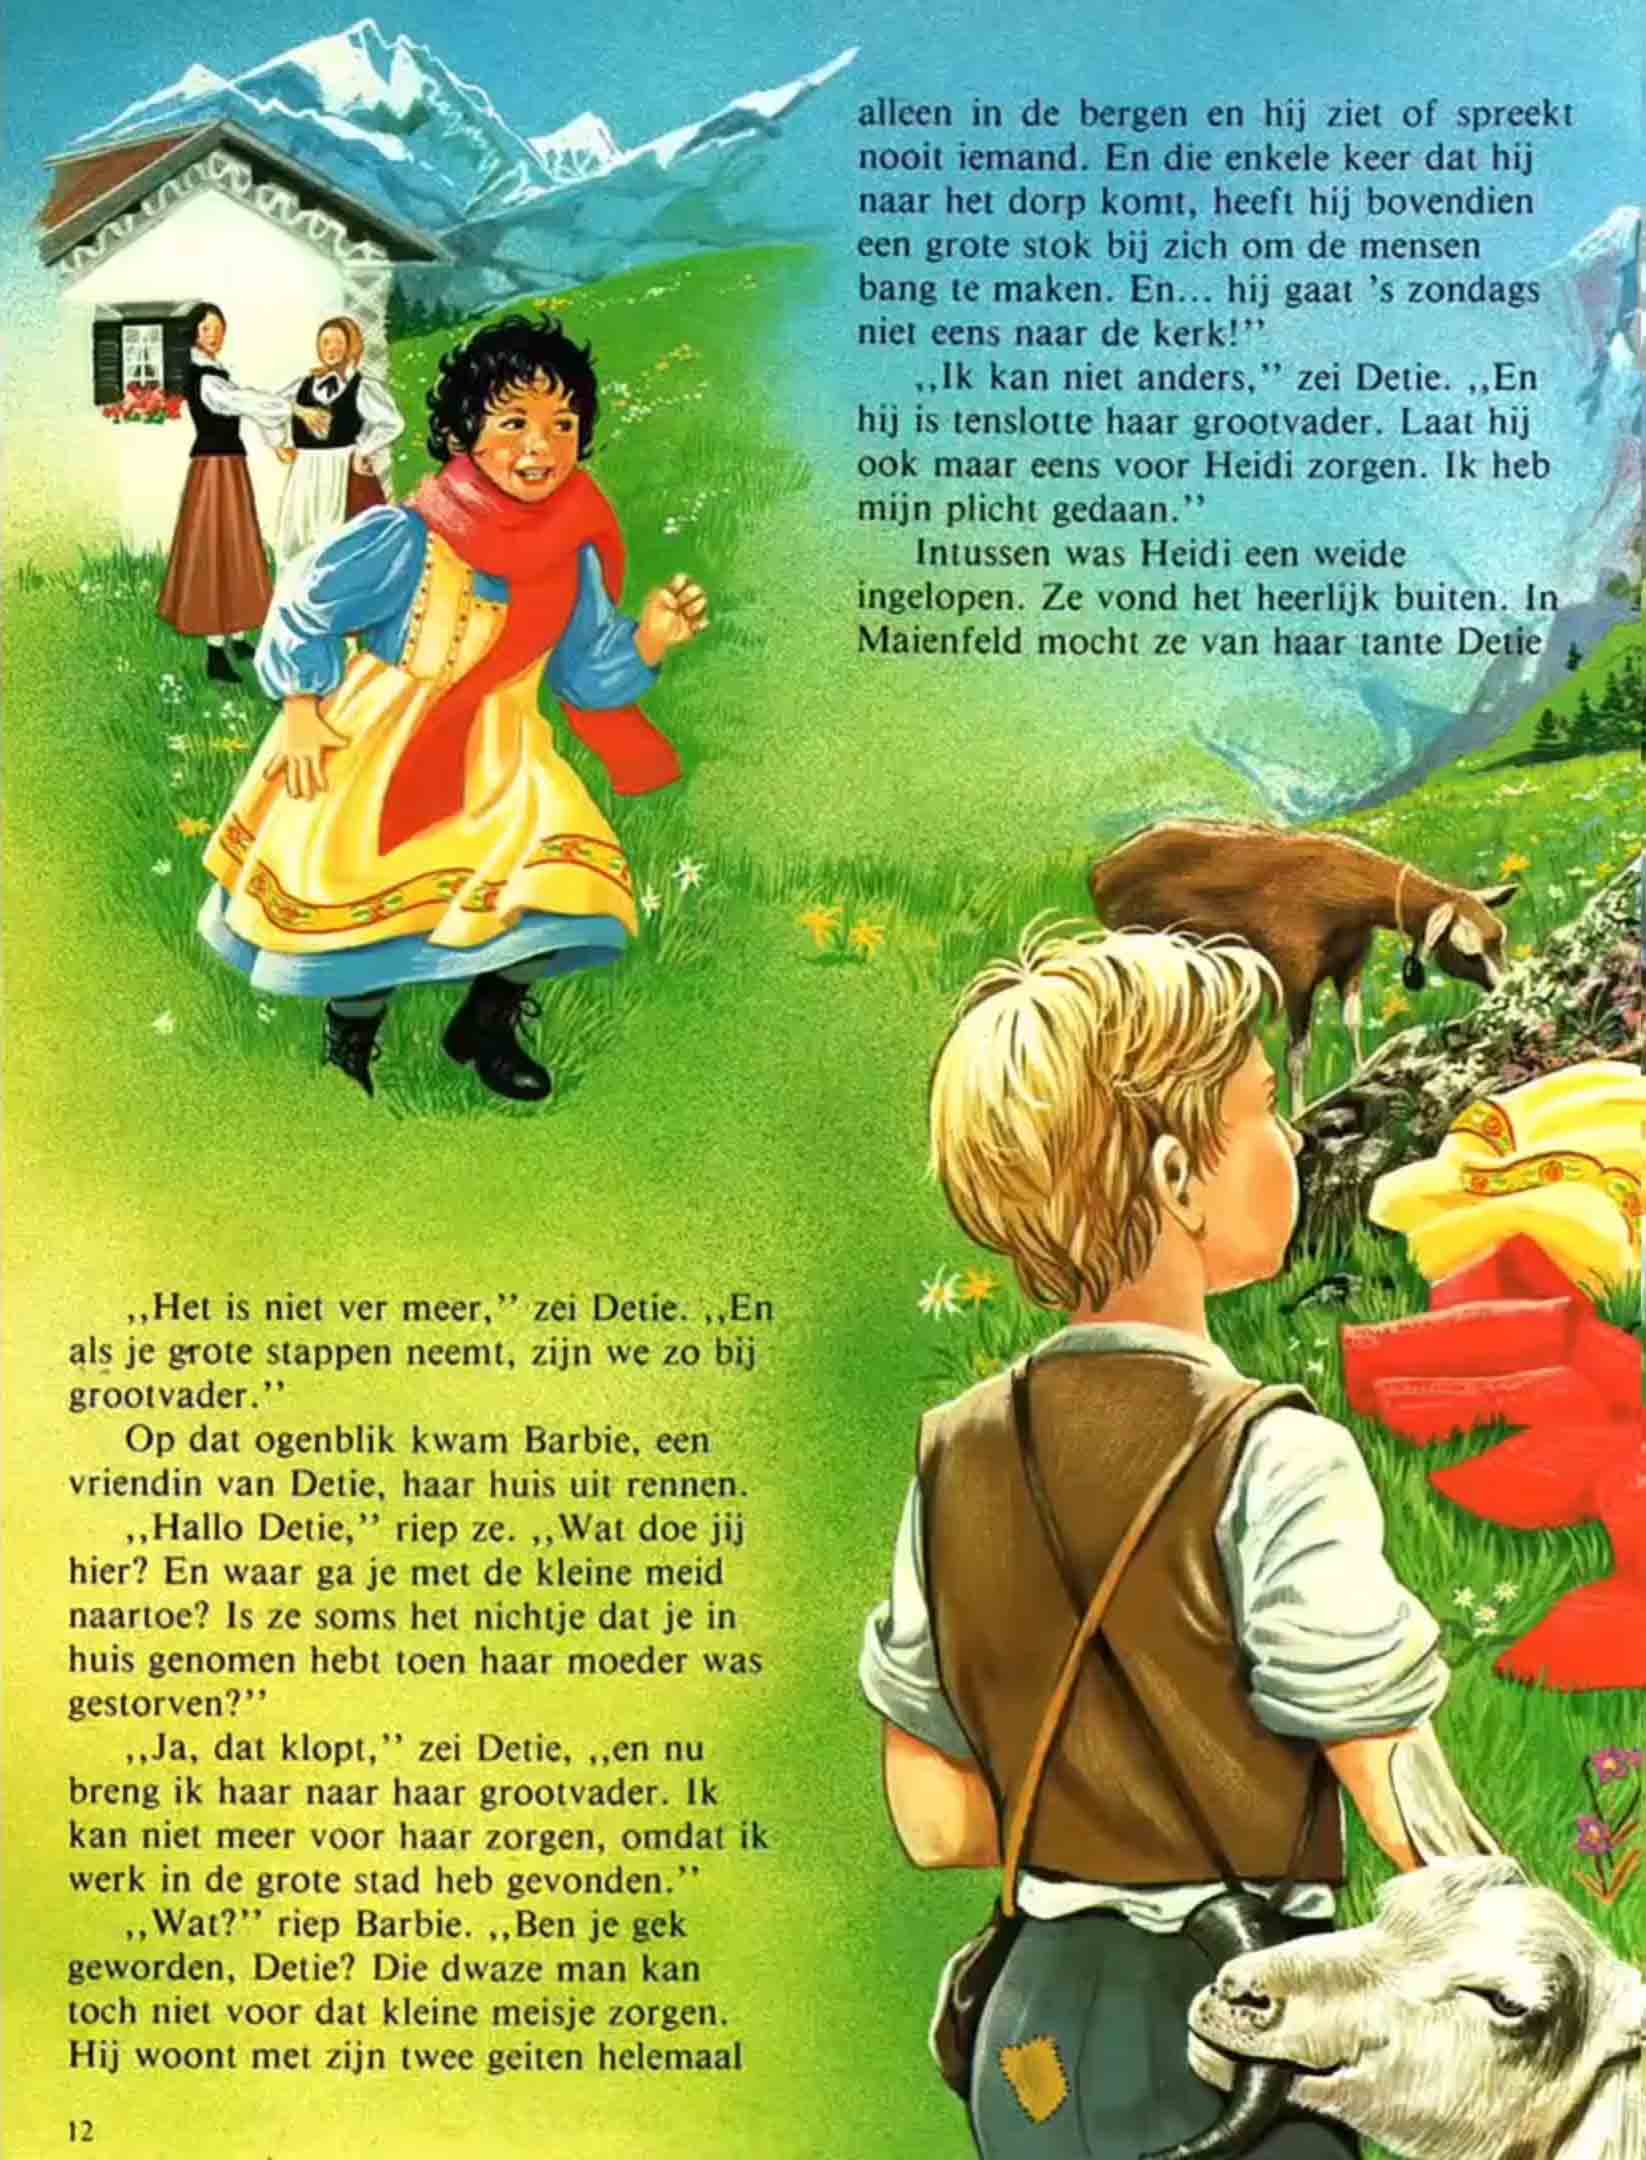 „Het is niet ver meer,” zei Detie. „En
als je grote stappen neemt, zijn we zo bij
grootvader.”
Op dat ogenblik kwam Barbie, een
vriendin van Detie, haar huis uit rennen.
„Hallo Detie,” riep ze. „Wat doe jij
hier? En waar ga je met de kleine meid
naartoe? Is ze soms het nichtje dat je in
huis genomen hebt toen haar moeder was
gestorven?”
„Ja, dat klopt,” zei Detie, „en nu
breng ik haar naar haar grootvader. Ik
kan niet meer voor haar zorgen, omdat ik
werk in de grote stad heb gevonden.”
„Wat?” riep Barbie. „Ben je gek
geworden, Detie? Die dwaze man kan
toch niet voor dat kleine meisje zorgen.
Hij woont met zijn twee geiten helemaal
alleen in de bergen en hij ziet of spreekt
nooit iemand. En die enkele keer dat hij
naar het dorp komt, heeft hij bovendien
een grote stok bij zich om de mensen
bang te maken. En... hij gaat 's zondags
niet eens naar de kerk!”
„Ik kan niet anders,” zei Detie. „En
hij is tenslotte haar grootvader. Laat hij
ook maar eens voor Heidi zorgen. Ik heb
mijn plicht gedaan.”
Intussen was Heidi een weide
ingelopen. Ze vond het heerlijk buiten. In
Maienfeld mocht ze van haar tante Detie
12